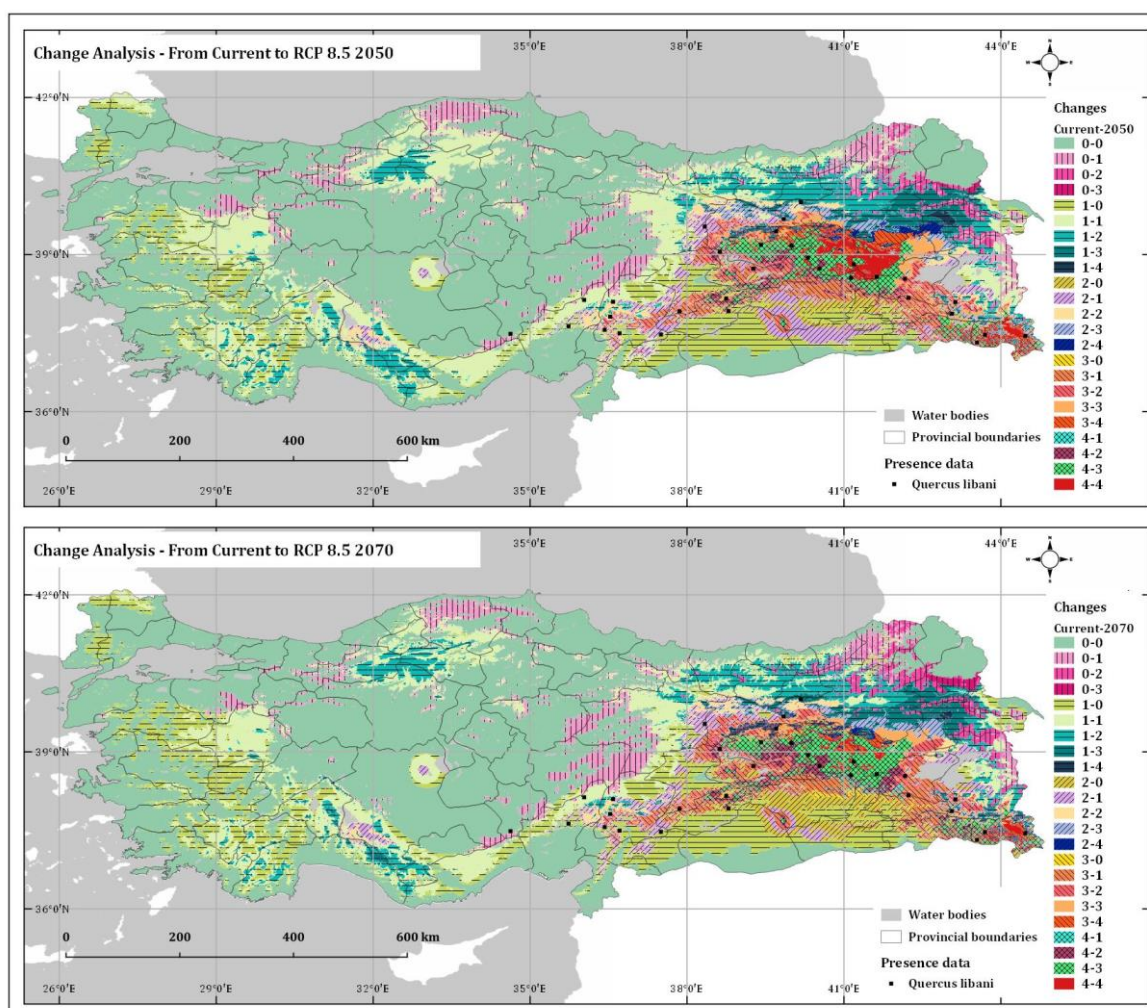 Change Analysis - From Current to RCP 8.5 2050
35°0'E 38°0'E 41°0'E 44°0'E
N
W E
S
42°0'N
39°0'N
36°0'N
Changes
Current-2050
0-0
0-1
0-2
0-3
1-0
1-1
1-2
1-3
1-4
2-0
2-1
2-2
2-3
2-4
3-0
3-1
3-2
3-3
3-4
4-1
4-2
4-3
4-4
Water bodies
Provincial boundaries
Presence data
Quercus libani
0 200 400 600 km
26°0'E 29°0'E 32°0'E 35°0'E 38°0'E 41°0'E 44°0'E
Change Analysis - From Current to RCP 8.5 2070
35°0'E 38°0'E 41°0'E 44°0'E
N
W E
S
42°0'N
39°0'N
36°0'N
Changes
Current-2070
0-0
0-1
0-2
0-3
1-0
1-1
1-2
1-3
1-4
2-0
2-1
2-2
2-3
2-4
3-0
3-1
3-2
3-3
3-4
4-1
4-2
4-3
4-4
Water bodies
Provincial boundaries
Presence data
Quercus libani
0 200 400 600 km
26°0'E 29°0'E 32°0'E 35°0'E 38°0'E 41°0'E 44°0'E